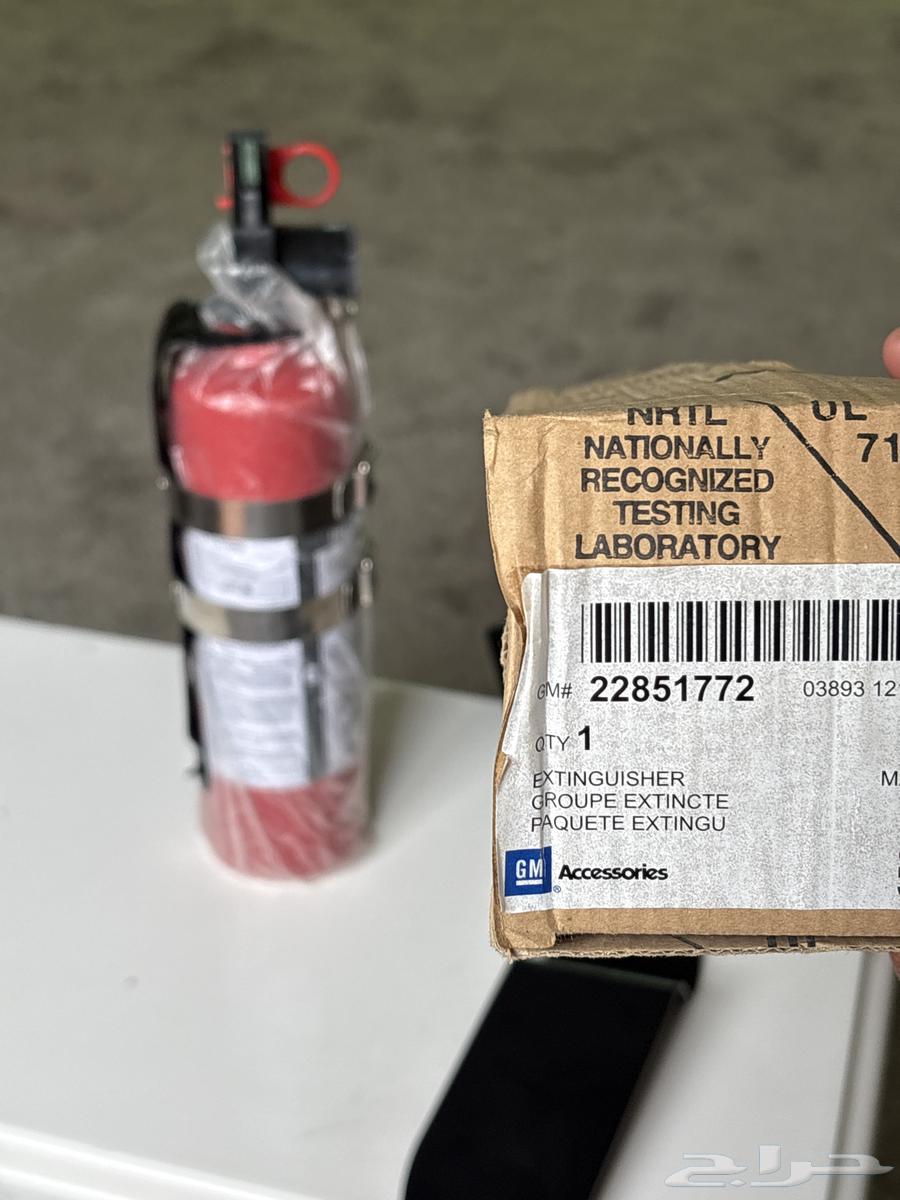 NRTL
UL
NATIONALLY
71
RECOGNIZED
TESTING
LABORATORY
GM# 22851772 03893 12
QTY 1
EXTINGUISHER
GROUPE EXTINCTE
PAQUETE EXTINGU
GM® Accessories
حراج